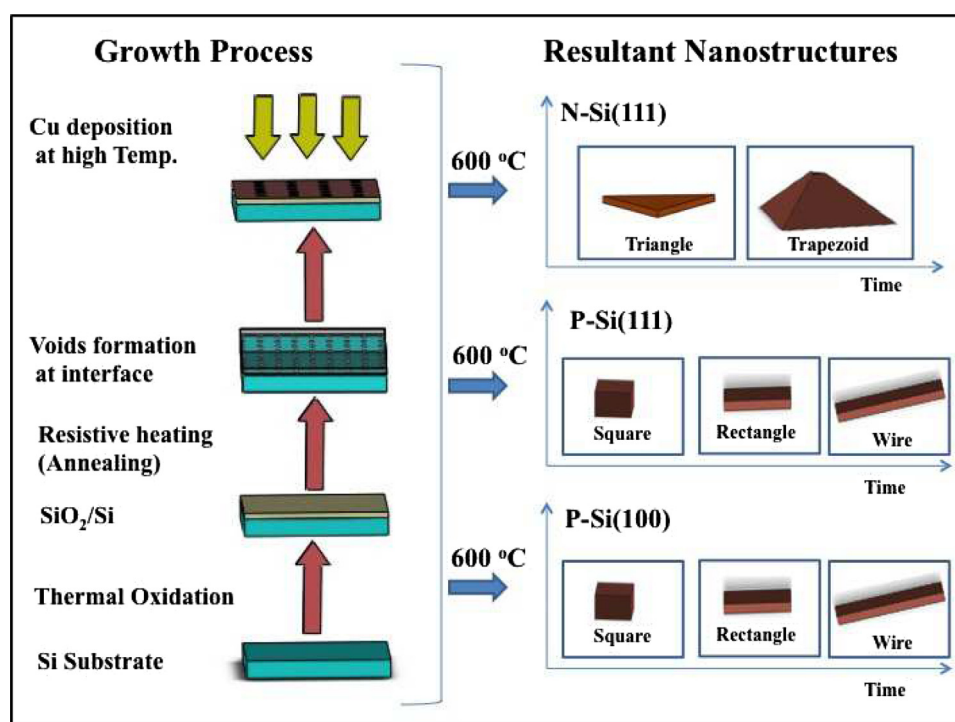 Growth Process
Cu deposition
at high Temp.
Voids formation
at interface
Resistive heating
(Annealing)
SiO₂/Si
Thermal Oxidation
Si Substrate
600 °C
600 °C
600 °C
Resultant Nanostructures
N-Si(111)
Triangle
Trapezoid
Time
P-Si(111)
Square
Rectangle
Wire
Time
P-Si(100)
Square
Rectangle
Wire
Time